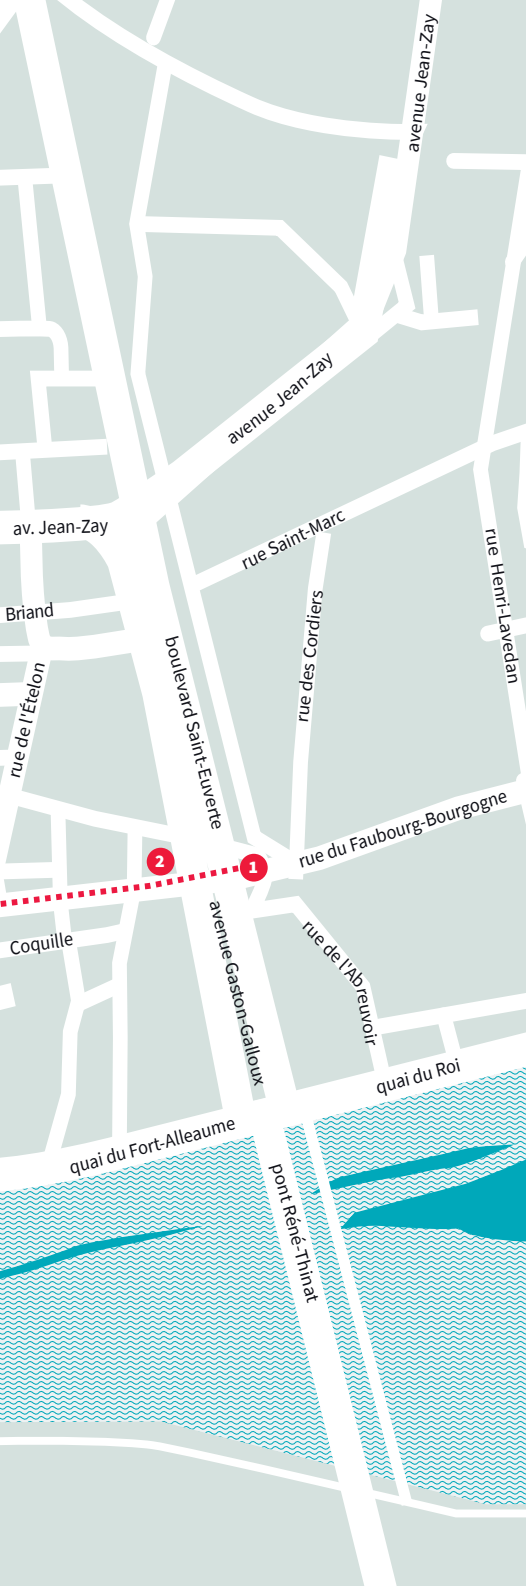 avenue Jean-Zay
avenue Jean-Zay
av. Jean-Zay
rue Saint-Marc
rue Henri-Lavedan
Briand
rue des Cordiers
boulevard Saint-Euverte
rue de l'Ételon
rue du Faubourg-Bourgogne
2
1
avenue Gaston-Galloux
Coquille
rue de l'Abreuvoir
quai du Roi
quai du Fort-Alleaume
pont Réné-Thinat